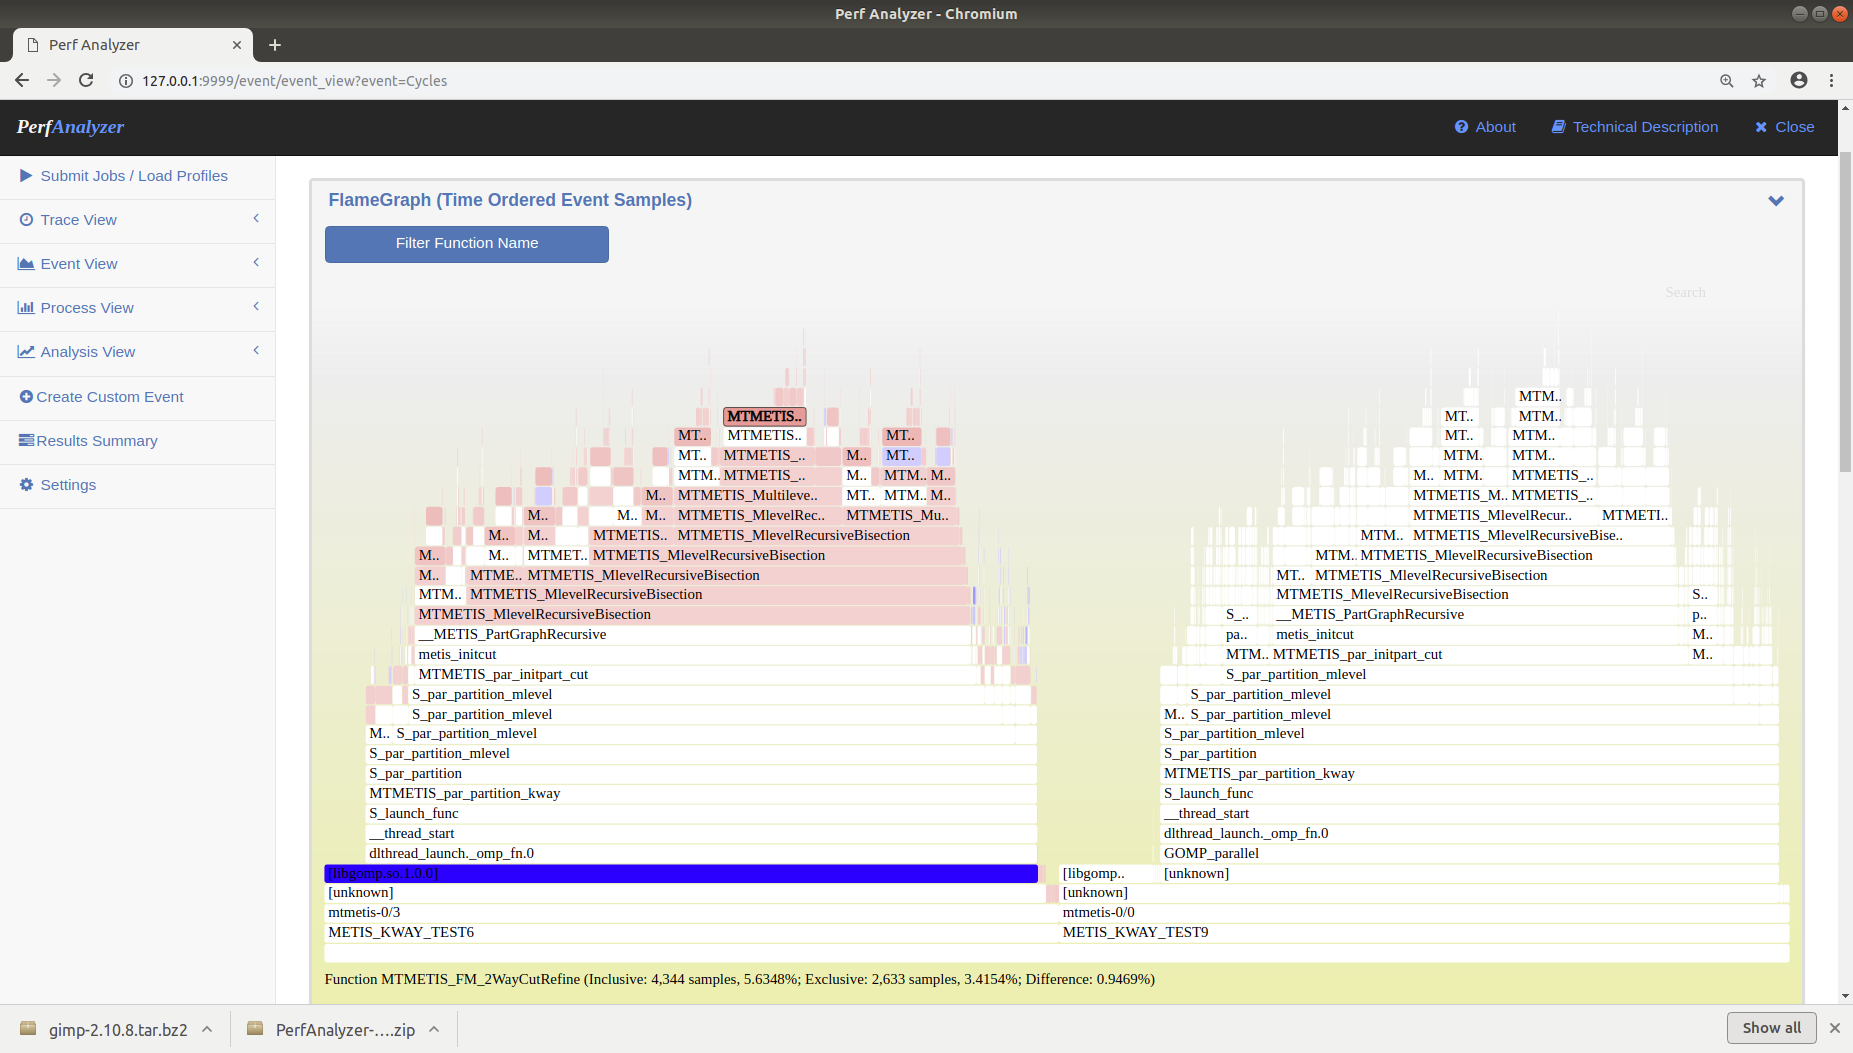 Perf Analyzer - Chromium
Perf Analyzer
127.0.0.1:9999/event/event_view?event=Cycles
PerfAnalyzer
About Technical Description Close
Submit Jobs / Load Profiles
Trace View
Event View
Process View
Analysis View
Create Custom Event
Results Summary
Settings
FlameGraph (Time Ordered Event Samples)
Filter Function Name
Search
MTM..
MTMETIS.. MT.. MTM..
MT.. MTMETIS.. MT.. MT.. MTM..
MT.. MTMETIS_.. M.. MT.. MTM. MTM..
MTM.. MTMETIS_.. M.. MTM.. M.. M.. MTM. MTMETIS_..
M.. MTMETIS_Multileve.. MT.. MTM.. M.. MTMETIS_M.. MTMETIS_..
M.. M.. M.. MTMETIS_MlevelRec.. MTMETIS_Mu.. MTMETIS_MlevelRecur.. METI..
M.. M.. MTMETIS.. MTMETIS_MlevelRecursiveBisection MTM.. MTMETIS_MlevelRecursiveBise..
M.. M.. MTMET.. MTMETIS_MlevelRecursiveBisection MTM.. MTMETIS_MlevelRecursiveBisection
M.. MTME.. MTMETIS_MlevelRecursiveBisection MT.. MTMETIS_MlevelRecursiveBisection
MTM.. MTMETIS_MlevelRecursiveBisection MTMETIS_MlevelRecursiveBisection S..
MTMETIS_MlevelRecursiveBisection S_.. __METIS_PartGraphRecursive p..
__METIS_PartGraphRecursive pa.. metis_initcut M..
metis_initcut MTM.. MTMETIS_par_initpart_cut M..
MTMETIS_par_initpart_cut S_par_partition_mlevel
S_par_partition_mlevel S_par_partition_mlevel
S_par_partition_mlevel M.. S_par_partition_mlevel
M.. S_par_partition_mlevel S_par_partition_mlevel
S_par_partition_mlevel S_par_partition
S_par_partition MTMETIS_par_partition_kway
MTMETIS_par_partition_kway S_launch_func
S_launch_func __thread_start
__thread_start dlthread_launch._omp_fn.0
dlthread_launch._omp_fn.0 GOMP_parallel
[libgomp.so.1.0.0] [libgomp.. [unknown]
[unknown] [unknown]
mtmetis-0/3 mtmetis-0/0
METIS_KWAY_TEST6 METIS_KWAY_TEST9
Function MTMETIS_FM_2WayCutRefine (Inclusive: 4,344 samples, 5.6348%; Exclusive: 2,633 samples, 3.4154%; Difference: 0.9469%)
gimp-2.10.8.tar.bz2 PerfAnalyzer-....zip Show all